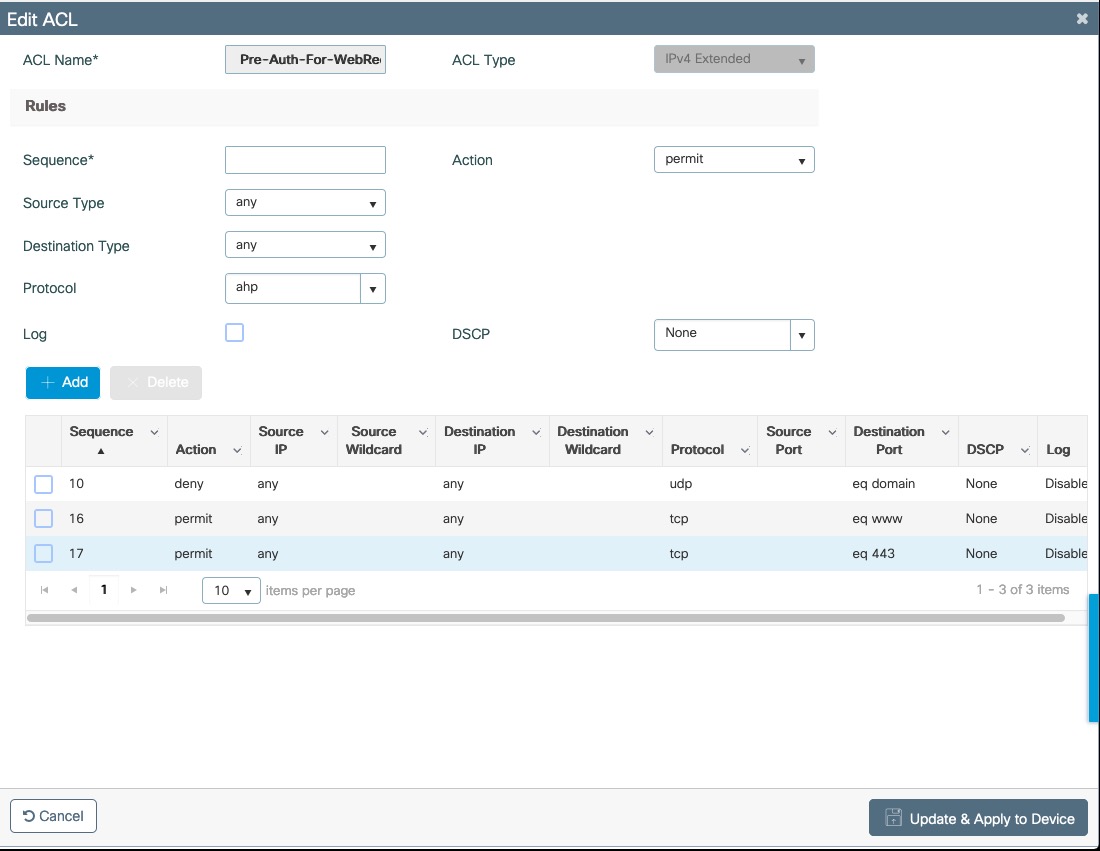 Edit ACL
ACL Name* Pre-Auth-For-WebRe ACL Type IPv4 Extended
Rules
Sequence* Action permit
Source Type any
Destination Type any
Protocol ahp
Log DSCP None
Add Delete
Sequence Action Source IP Source Wildcard Destination IP Destination Wildcard Protocol Source Port Destination Port DSCP Log
10 deny any any udp eq domain None Disable
16 permit any any tcp eq www None Disable
17 permit any any tcp eq 443 None Disable
1 10 items per page 1 - 3 of 3 items
Cancel Update & Apply to Device